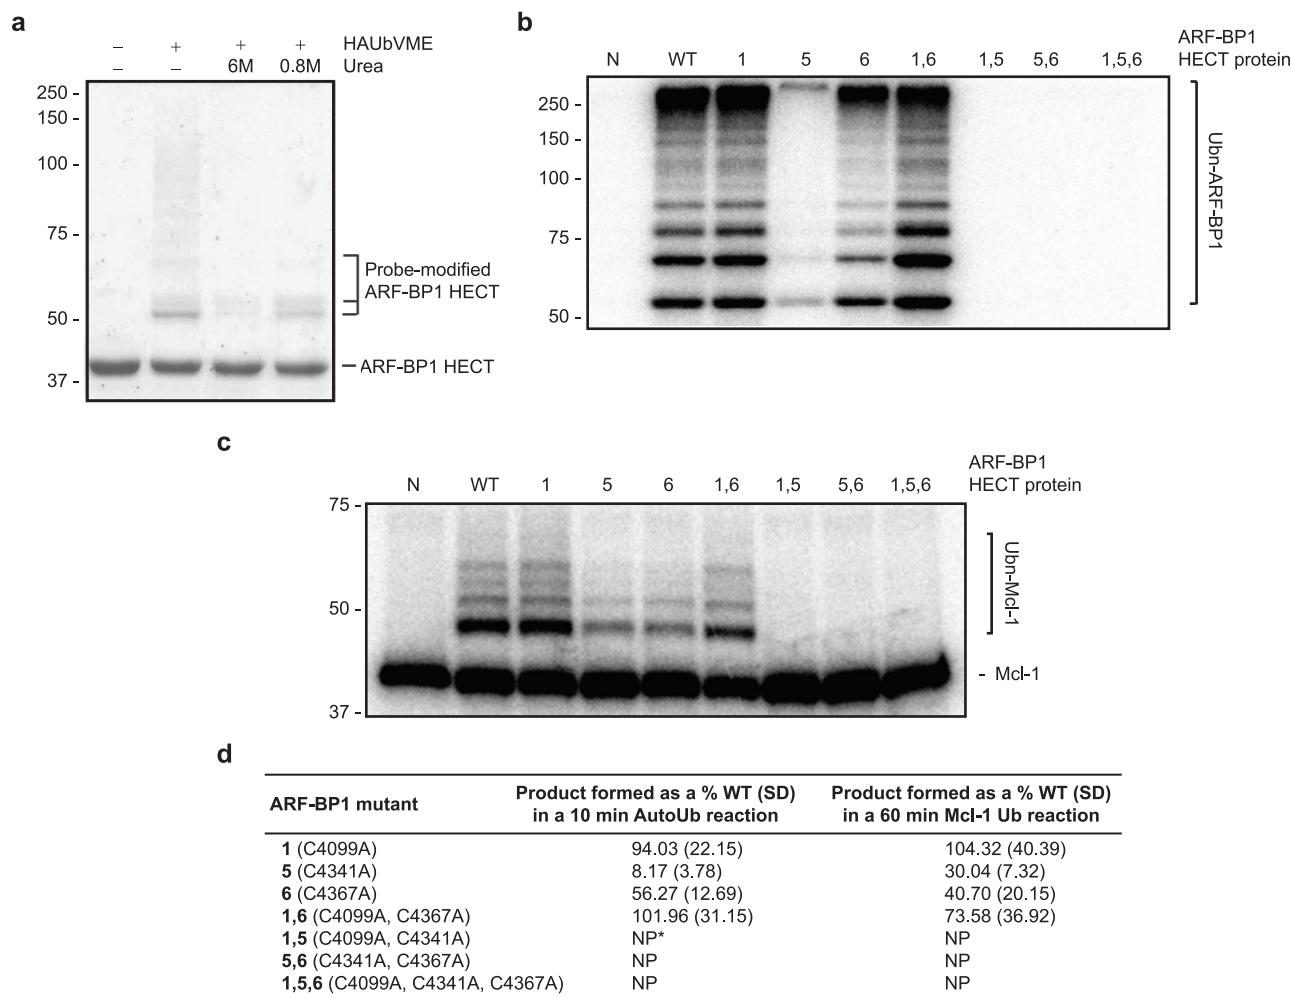 a
– + + + HAUbVME
– – 6M 0.8M Urea
250 -
150 -
100 -
75 -
50 -
37 -
Probe-modified
ARF-BP1 HECT
ARF-BP1 HECT
b
ARF-BP1
N WT 1 5 6 1,6 1,5 5,6 1,5,6 HECT protein
250 -
150 -
100 -
75 -
50 -
Ubn-ARF-BP1
c
ARF-BP1
N WT 1 5 6 1,6 1,5 5,6 1,5,6 HECT protein
75 -
50 -
37 -
Ubn-Mcl-1
- Mcl-1
d
ARF-BP1 mutant Product formed as a % WT (SD) in a 10 min AutoUb reaction Product formed as a % WT (SD) in a 60 min Mcl-1 Ub reaction
1 (C4099A) 94.03 (22.15) 104.32 (40.39)
5 (C4341A) 8.17 (3.78) 30.04 (7.32)
6 (C4367A) 56.27 (12.69) 40.70 (20.15)
1,6 (C4099A, C4367A) 101.96 (31.15) 73.58 (36.92)
1,5 (C4099A, C4341A) NP* NP
5,6 (C4341A, C4367A) NP NP
1,5,6 (C4099A, C4341A, C4367A) NP NP